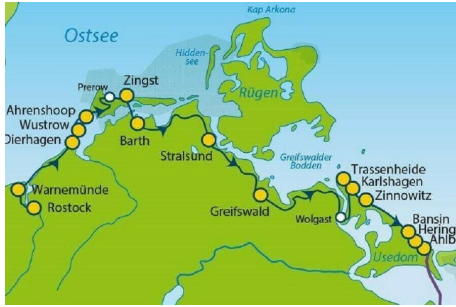 Kap Arkona
Ostsee
Hidden-
see
Prerow
Zingst
Rügen
Ahrenshoop
Wustrow
Dierhagen
Barth
Stralsund
Greifswalder
Bodden
Trassenheide
Karlshagen
Zinnowitz
Warnemünde
Rostock
Greifswald
Wolgast
Bansin
Hering
Ahlb
Usedom